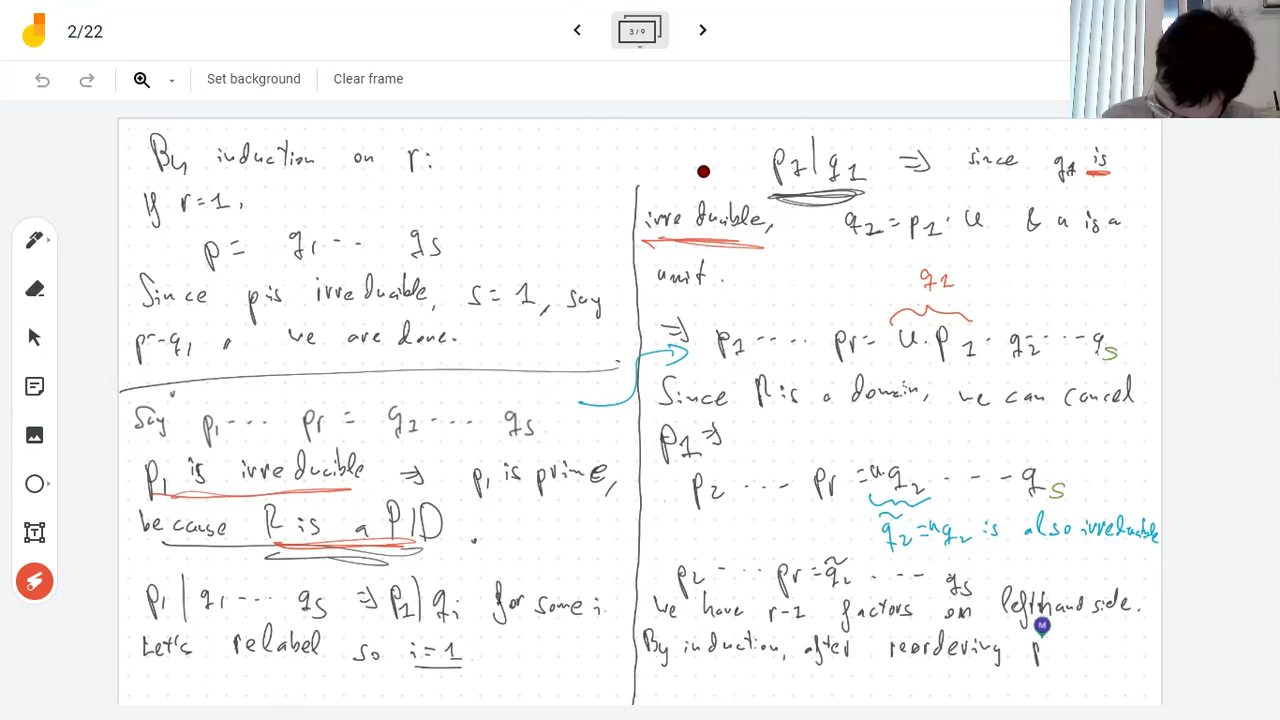 2/22
3 / 9
Set background
Clear frame
By induction on r:
If r=1,
p = q₁ ··· qs
Since p is irreducible, s = 1, say
p=q₁, we are done.
Say p₁ ··· pr = q₁ ··· qs
p₁ is irreducible ⇒ p₁ is prime,
because R is a PID.
p₁ | q₁ ··· qs ⇒ p₁ | qi for some i.
Let's relabel so i=1
p₁ | q₁ ⇒ since q₁ is
irreducible, q₁ = p₁ · u & u is a
unit.
q₁
⇒ p₁ ···· pr = u · p₁ · q₂ ··· qs
Since R is a domain, we can cancel
p₁ ⇒
p₂ ··· pr = uq₂ ··· qs
q̃₂ = uq₂ is also irreducible
p₂ ··· pr = q̃₂ ···· qs
We have r-1 factors on lefthand side.
By induction, after reordering p
M